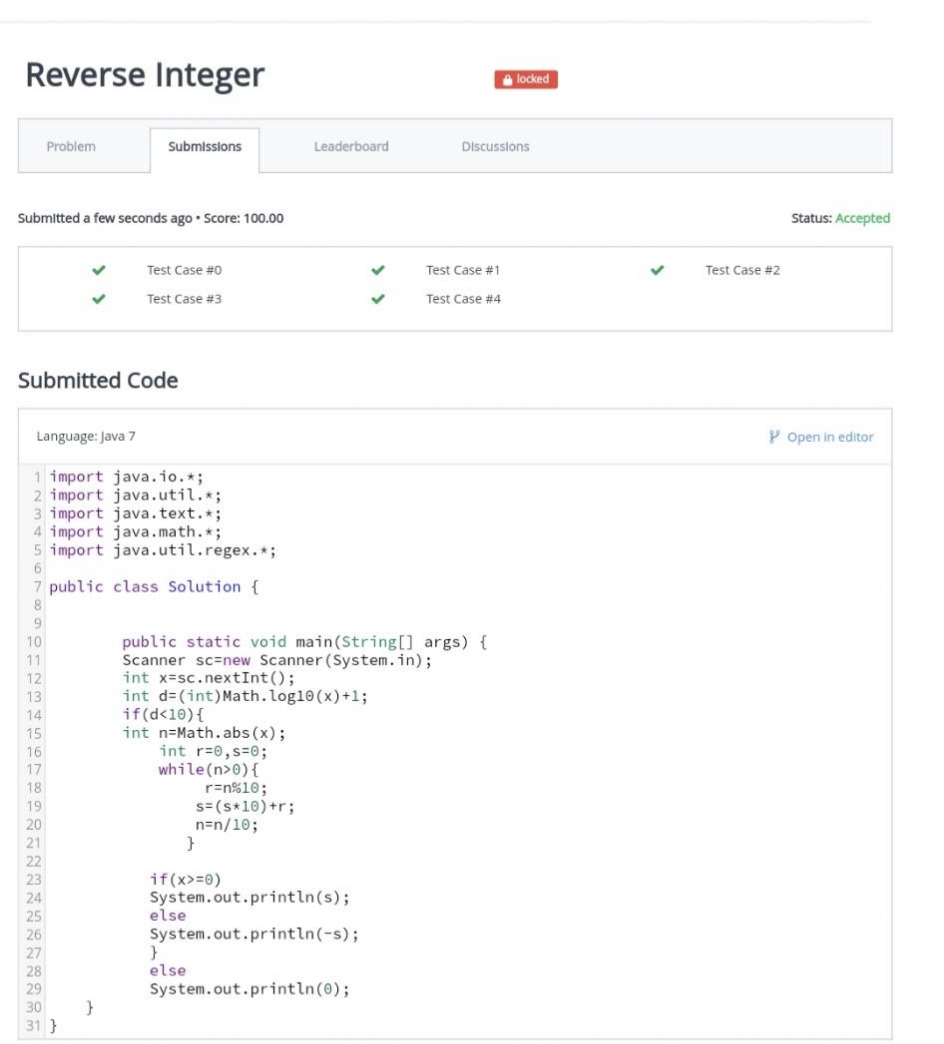 Reverse Integer
locked
Problem Submissions Leaderboard Discussions
Submitted a few seconds ago • Score: 100.00 Status: Accepted
Test Case #0 Test Case #1 Test Case #2
Test Case #3 Test Case #4
Submitted Code
Language: Java 7 Open in editor
1 import java.io.*;
2 import java.util.*;
3 import java.text.*;
4 import java.math.*;
5 import java.util.regex.*;
6
7 public class Solution {
8
9
10 public static void main(String[] args) {
11 Scanner sc=new Scanner(System.in);
12 int x=sc.nextInt();
13 int d=(int)Math.log10(x)+1;
14 if(d<10){
15 int n=Math.abs(x);
16 int r=0,s=0;
17 while(n>0){
18 r=n%10;
19 s=(s*10)+r;
20 n=n/10;
21 }
22
23 if(x>=0)
24 System.out.println(s);
25 else
26 System.out.println(-s);
27 }
28 else
29 System.out.println(0);
30 }
31 }